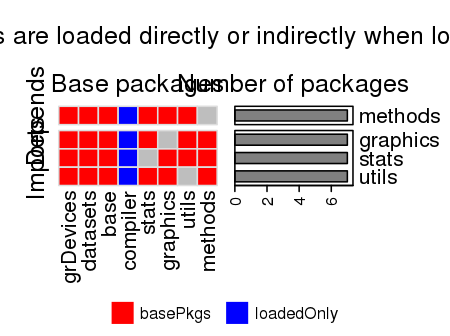 s are loaded directly or indirectly when lo
Base packages
Number of packages
Depends
Imports
methods
graphics
stats
utils
0 2 4 6
grDevices
datasets
base
compiler
stats
graphics
utils
methods
basePkgs
loadedOnly